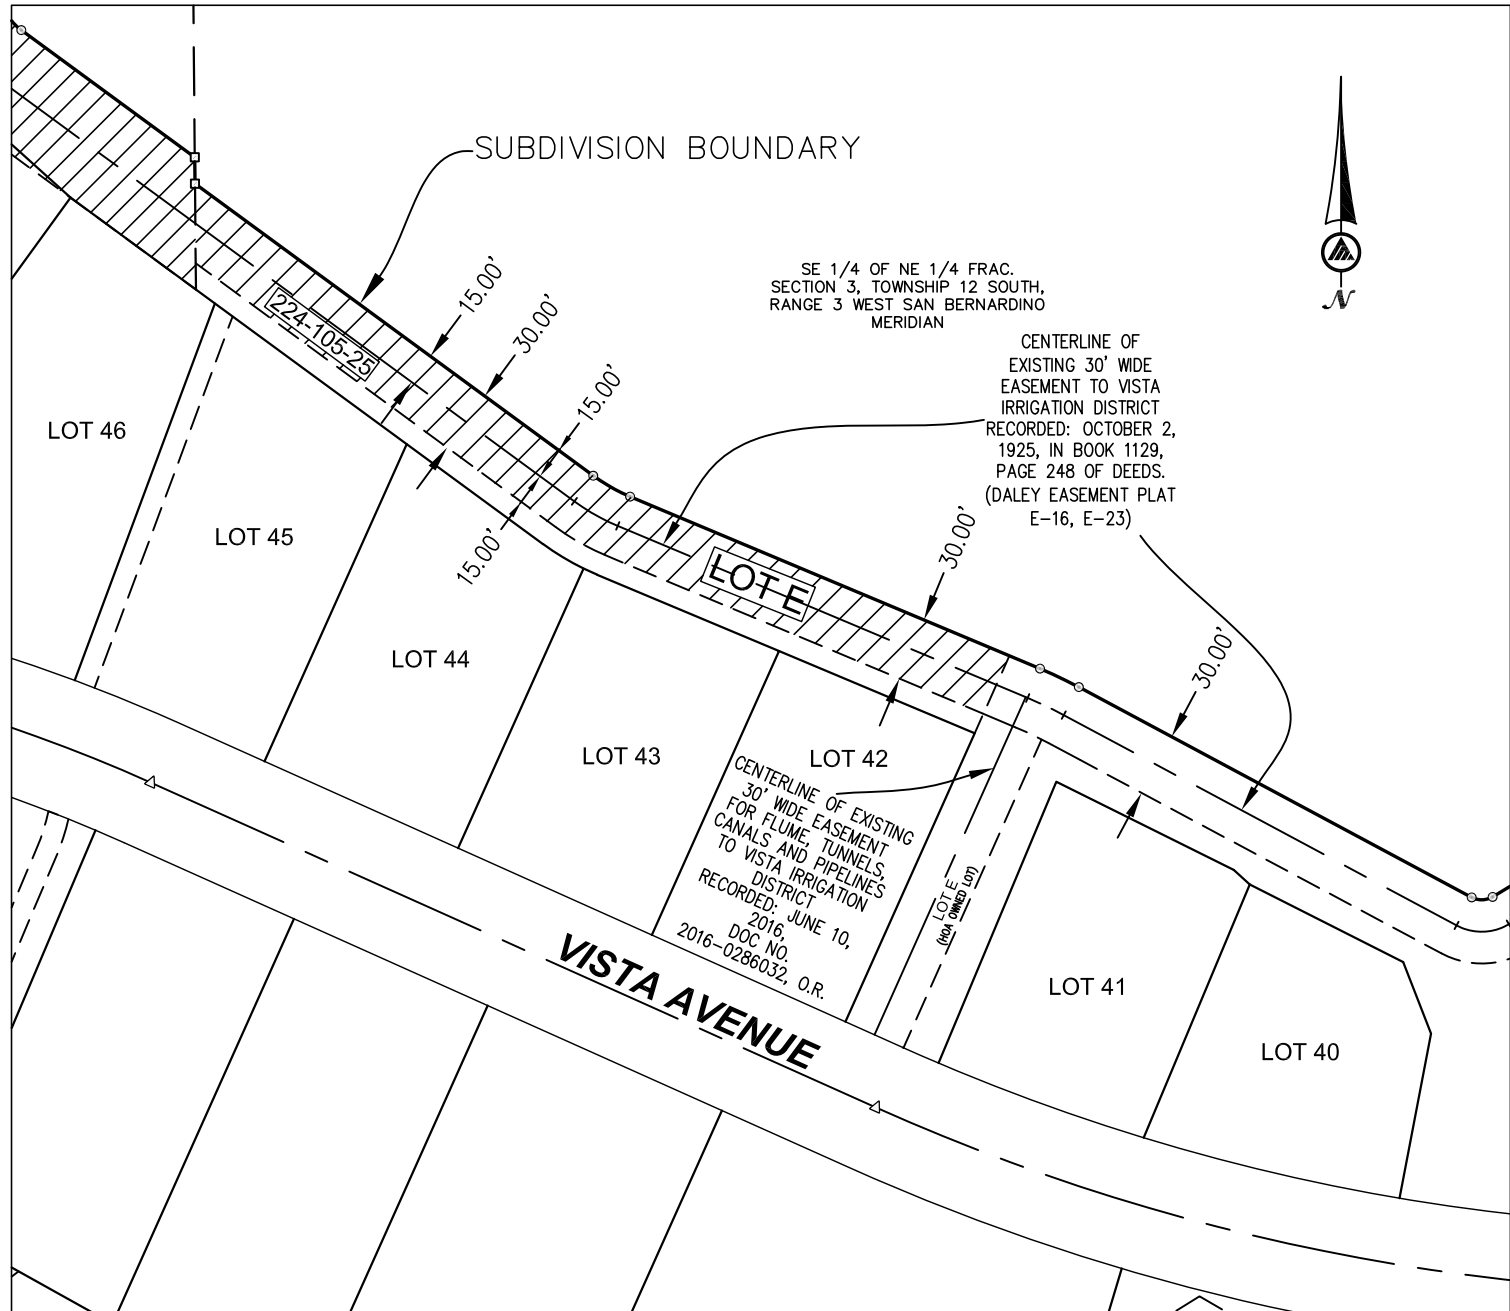 SUBDIVISION BOUNDARY
15.00'
30.00'
15.00'
SE 1/4 OF NE 1/4 FRAC.
SECTION 3, TOWNSHIP 12 SOUTH,
RANGE 3 WEST SAN BERNARDINO
MERIDIAN
N
224-105-25
CENTERLINE OF
EXISTING 30' WIDE
EASEMENT TO VISTA
IRRIGATION DISTRICT
RECORDED: OCTOBER 2,
1925, IN BOOK 1129,
PAGE 248 OF DEEDS.
(DALEY EASEMENT PLAT
E-16, E-23)
LOT 46
LOT 45
15.00'
LOT E
30.00'
30.00'
LOT 44
LOT 43
LOT 42
CENTERLINE OF EXISTING
30' WIDE EASEMENT
FOR FLUME, TUNNELS,
CANALS AND PIPELINES
TO VISTA IRRIGATION
DISTRICT
RECORDED: JUNE 10,
2016,
DOC NO.
2016-0286032, O.R.
LOT E
(HOA OWNED LOT)
VISTA AVENUE
LOT 41
LOT 40